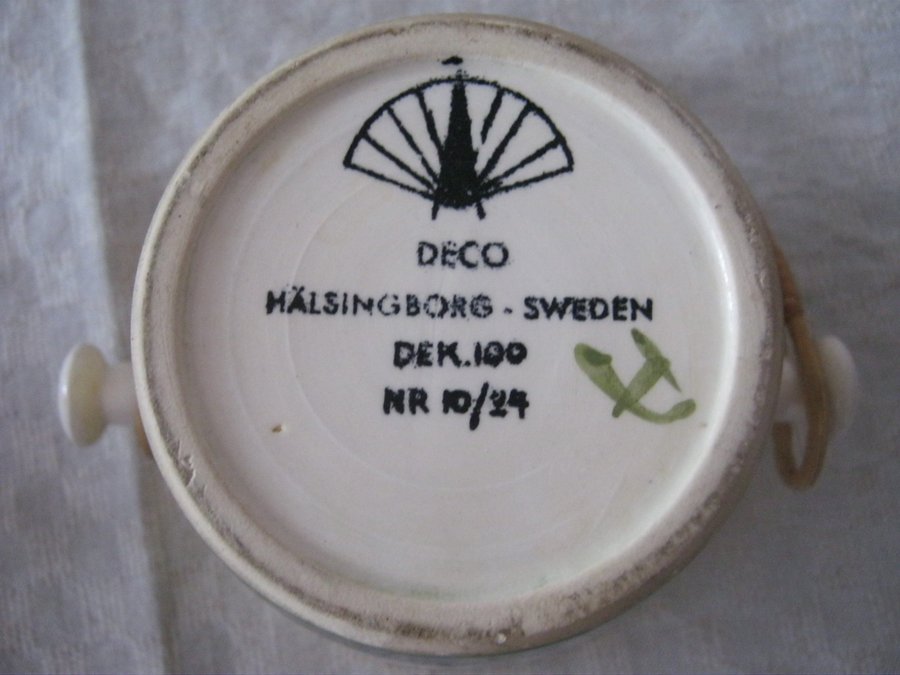 DECO
HÄLSINGBORG - SWEDEN
DEK.100
NR 10/24